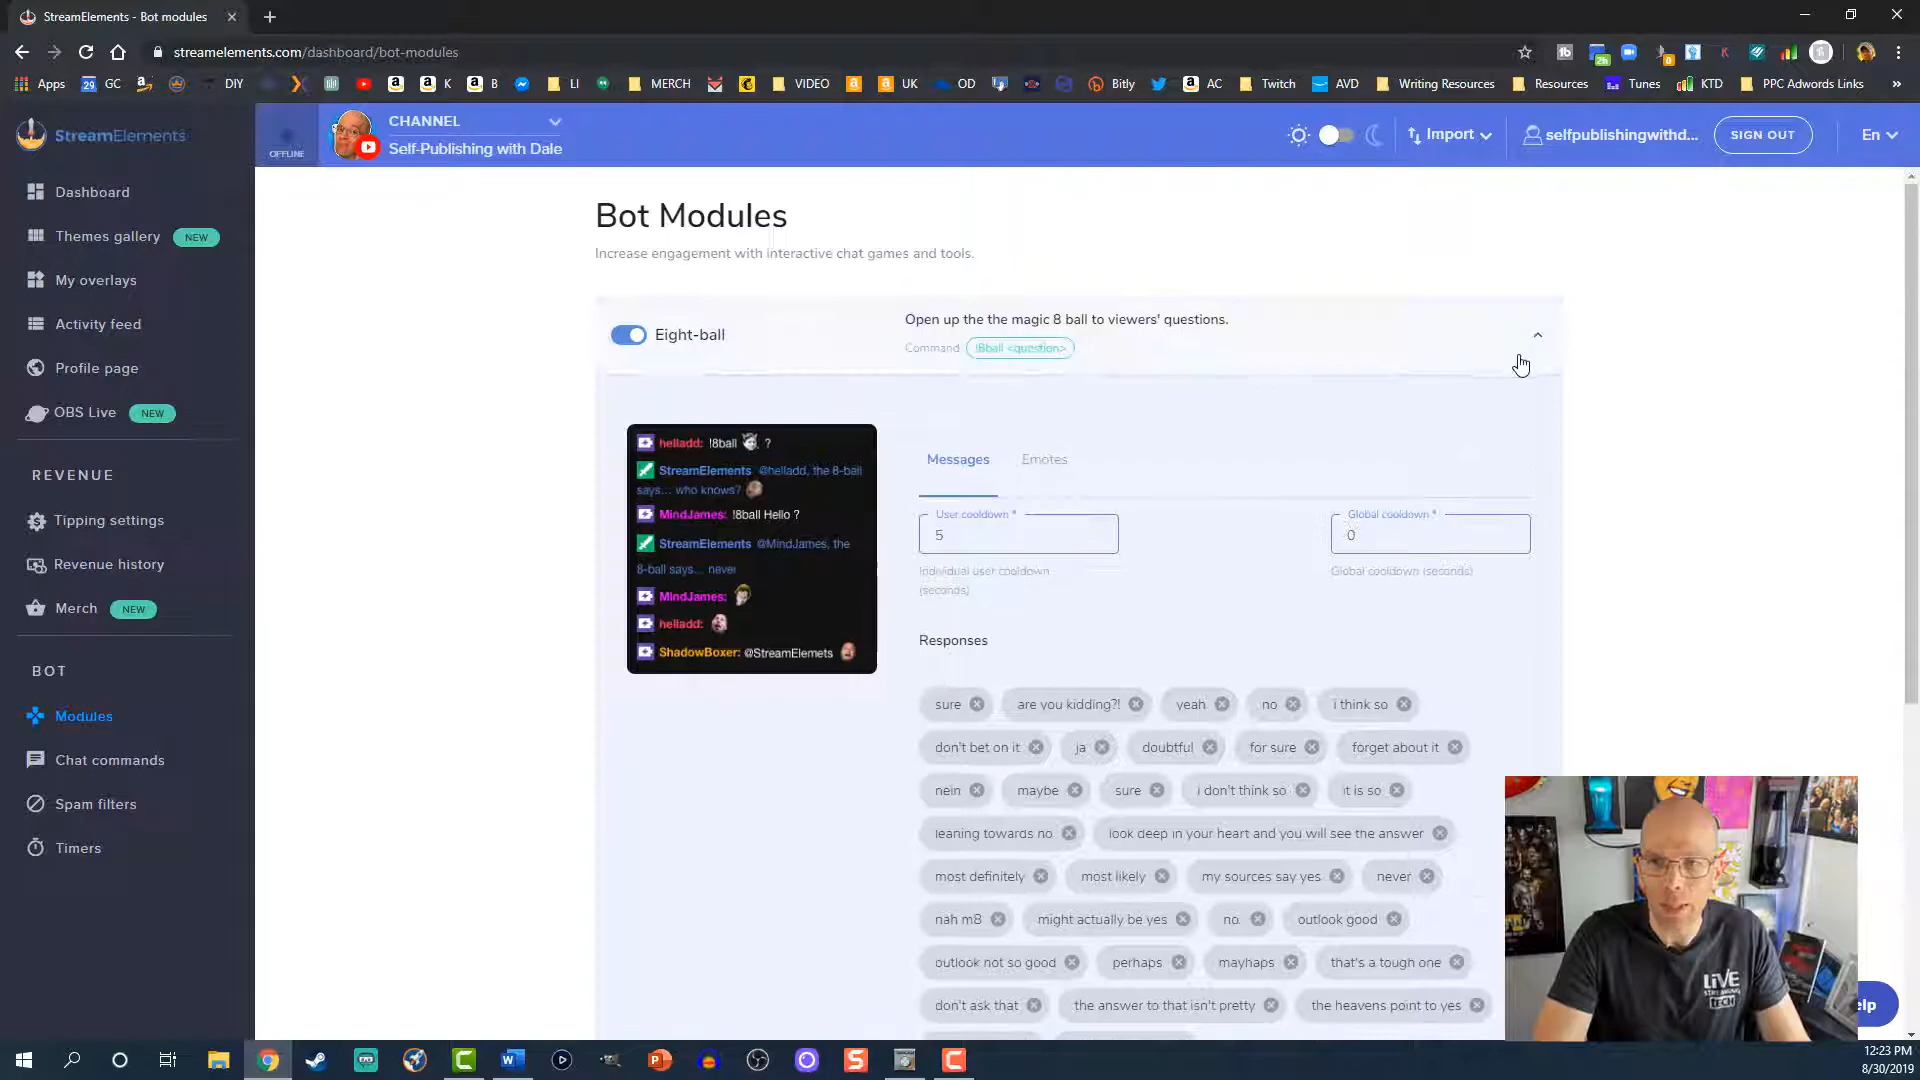 StreamElements - Bot modules
streamelements.com/dashboard/bot-modules
Apps GC DIY K B LI MERCH VIDEO UK OD Bitly AC Twitch AVD Writing Resources Resources Tunes KTD PPC Adwords Links
StreamElements
OFFLINE
CHANNEL
Self-Publishing with Dale
Import
selfpublishingwithd...
SIGN OUT
En
Dashboard
Themes gallery NEW
My overlays
Activity feed
Profile page
OBS Live NEW
REVENUE
Tipping settings
Revenue history
Merch NEW
BOT
Modules
Chat commands
Spam filters
Timers
Bot Modules
Increase engagement with interactive chat games and tools.
Eight-ball
Open up the the magic 8 ball to viewers' questions.
Command !8ball <question>
helladd: !8ball ?
StreamElements @helladd, the 8-ball
says... who knows?
MindJames: !8ball Hello ?
StreamElements @MindJames, the
8-ball says... never
MindJames:
helladd:
ShadowBoxer: @StreamElemets
Messages Emotes
User cooldown *
5
Individual user cooldown
(seconds)
Global cooldown *
0
Global cooldown (seconds)
Responses
sure are you kidding?! yeah no i think so
don't bet on it ja doubtful for sure forget about it
nein maybe sure i don't think so it is so
leaning towards no look deep in your heart and you will see the answer
most definitely most likely my sources say yes never
nah m8 might actually be yes no. outlook good
outlook not so good perhaps mayhaps that's a tough one
don't ask that the answer to that isn't pretty the heavens point to yes
LIVE
STREAMING
TECH
elp
12:23 PM
8/30/2019